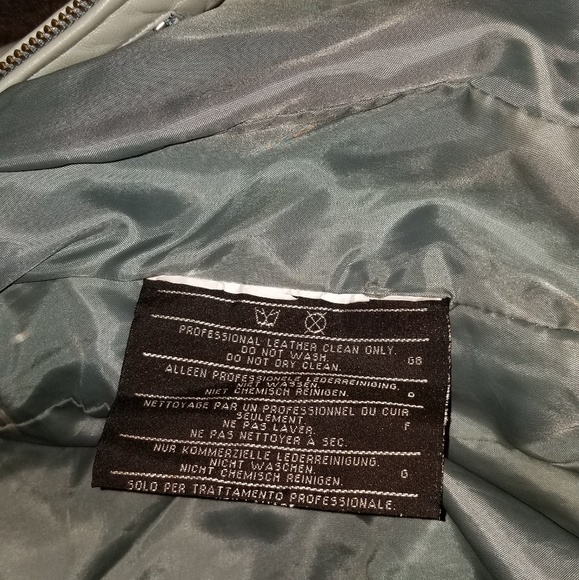 PROFESSIONAL LEATHER CLEAN ONLY.
DO NOT WASH. GB
DO NOT DRY CLEAN.
ALLEEN PROFESSIONELE LEDERREINIGING.
NIET WASSEN.
NIET CHEMISCH REINIGEN.
NETTOYAGE PAR UN PROFESSIONNEL DU CUIR
SEULEMENT. F
NE PAS LAVER.
NE PAS NETTOYER À SEC.
NUR KOMMERZIELLE LEDERREINIGUNG.
NICHT WASCHEN. G
NICHT CHEMISCH REINIGEN.
SOLO PER TRATTAMENTO PROFESSIONALE.